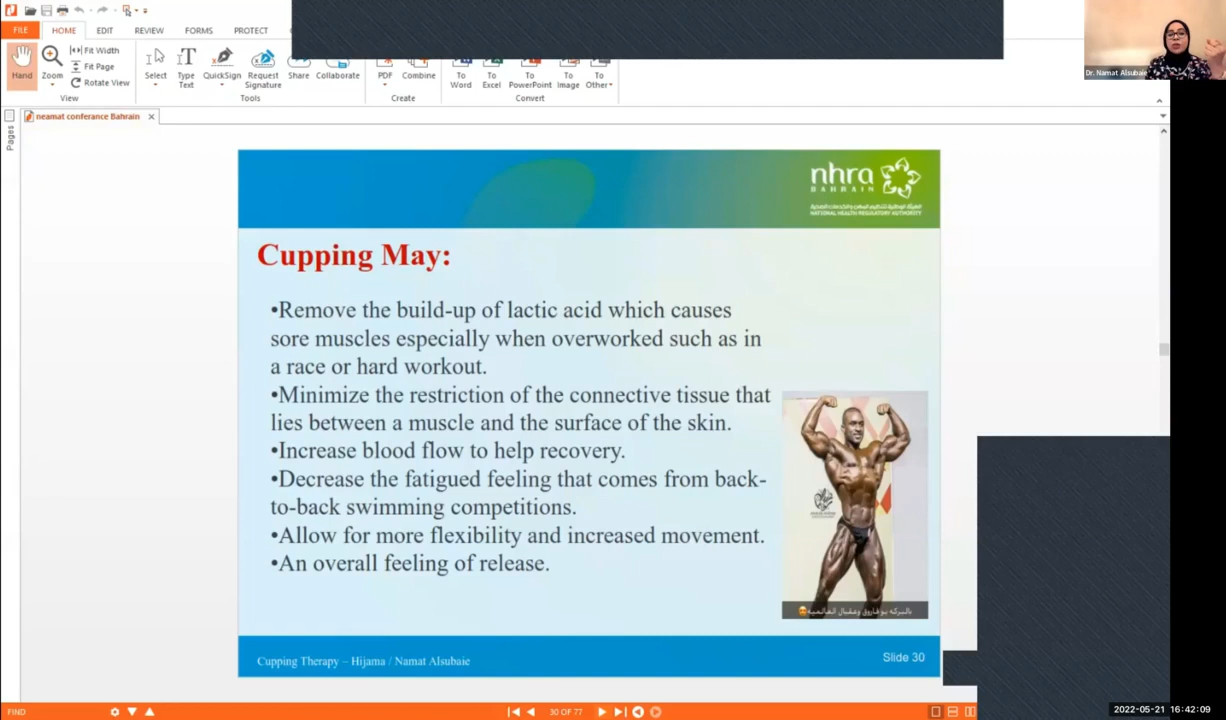 FILE
HOME
EDIT
REVIEW
FORMS
PROTECT
Hand
Zoom
Fit Width
Fit Page
Rotate View
View
Select
Type Text
QuickSign
Request Signature
Share
Collaborate
Tools
PDF
Combine
Create
To Word
To Excel
To PowerPoint
To Image
To Other
Convert
Dr. Namat Alsubaie
neamat conferance Bahrain
Pages
nhra
BAHRAIN
NATIONAL HEALTH REGULATORY AUTHORITY
Cupping May:
•Remove the build-up of lactic acid which causes
sore muscles especially when overworked such as in
a race or hard workout.
•Minimize the restriction of the connective tissue that
lies between a muscle and the surface of the skin.
•Increase blood flow to help recovery.
•Decrease the fatigued feeling that comes from back-
to-back swimming competitions.
•Allow for more flexibility and increased movement.
•An overall feeling of release.
Cupping Therapy – Hijama / Namat Alsubaie
Slide 30
FIND
30 OF 77
2022-05-21 16:42:09